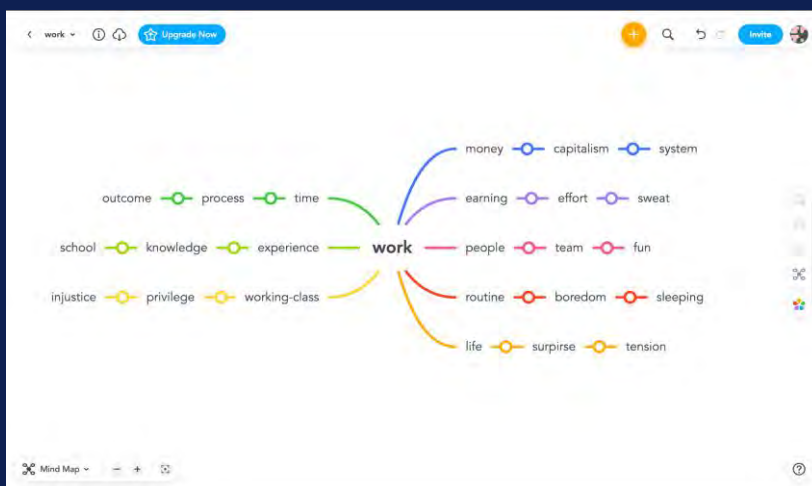 work
Upgrade Now
Invite
money capitalism system
outcome process time
earning effort sweat
school knowledge experience
work
people team fun
injustice privilege working-class
routine boredom sleeping
life surpirse tension
Mind Map